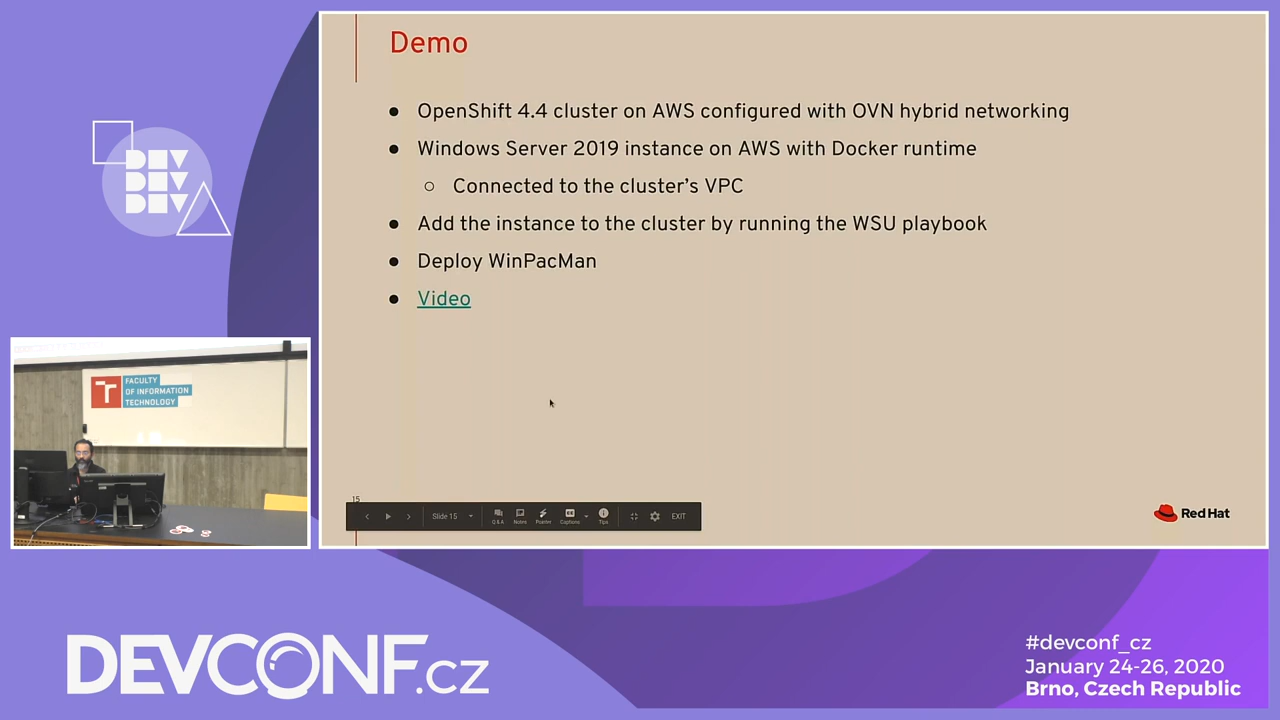 Demo
● OpenShift 4.4 cluster on AWS configured with OVN hybrid networking
● Windows Server 2019 instance on AWS with Docker runtime
○ Connected to the cluster’s VPC
● Add the instance to the cluster by running the WSU playbook
● Deploy WinPacMan
● Video
15
Slide 15
Q&A
Notes
Pointer
Captions
Tips
EXIT
Red Hat
DEV
DEV
DEV
FACULTY
OF INFORMATION
TECHNOLOGY
DEVCONF.cz
#devconf_cz
January 24-26, 2020
Brno, Czech Republic